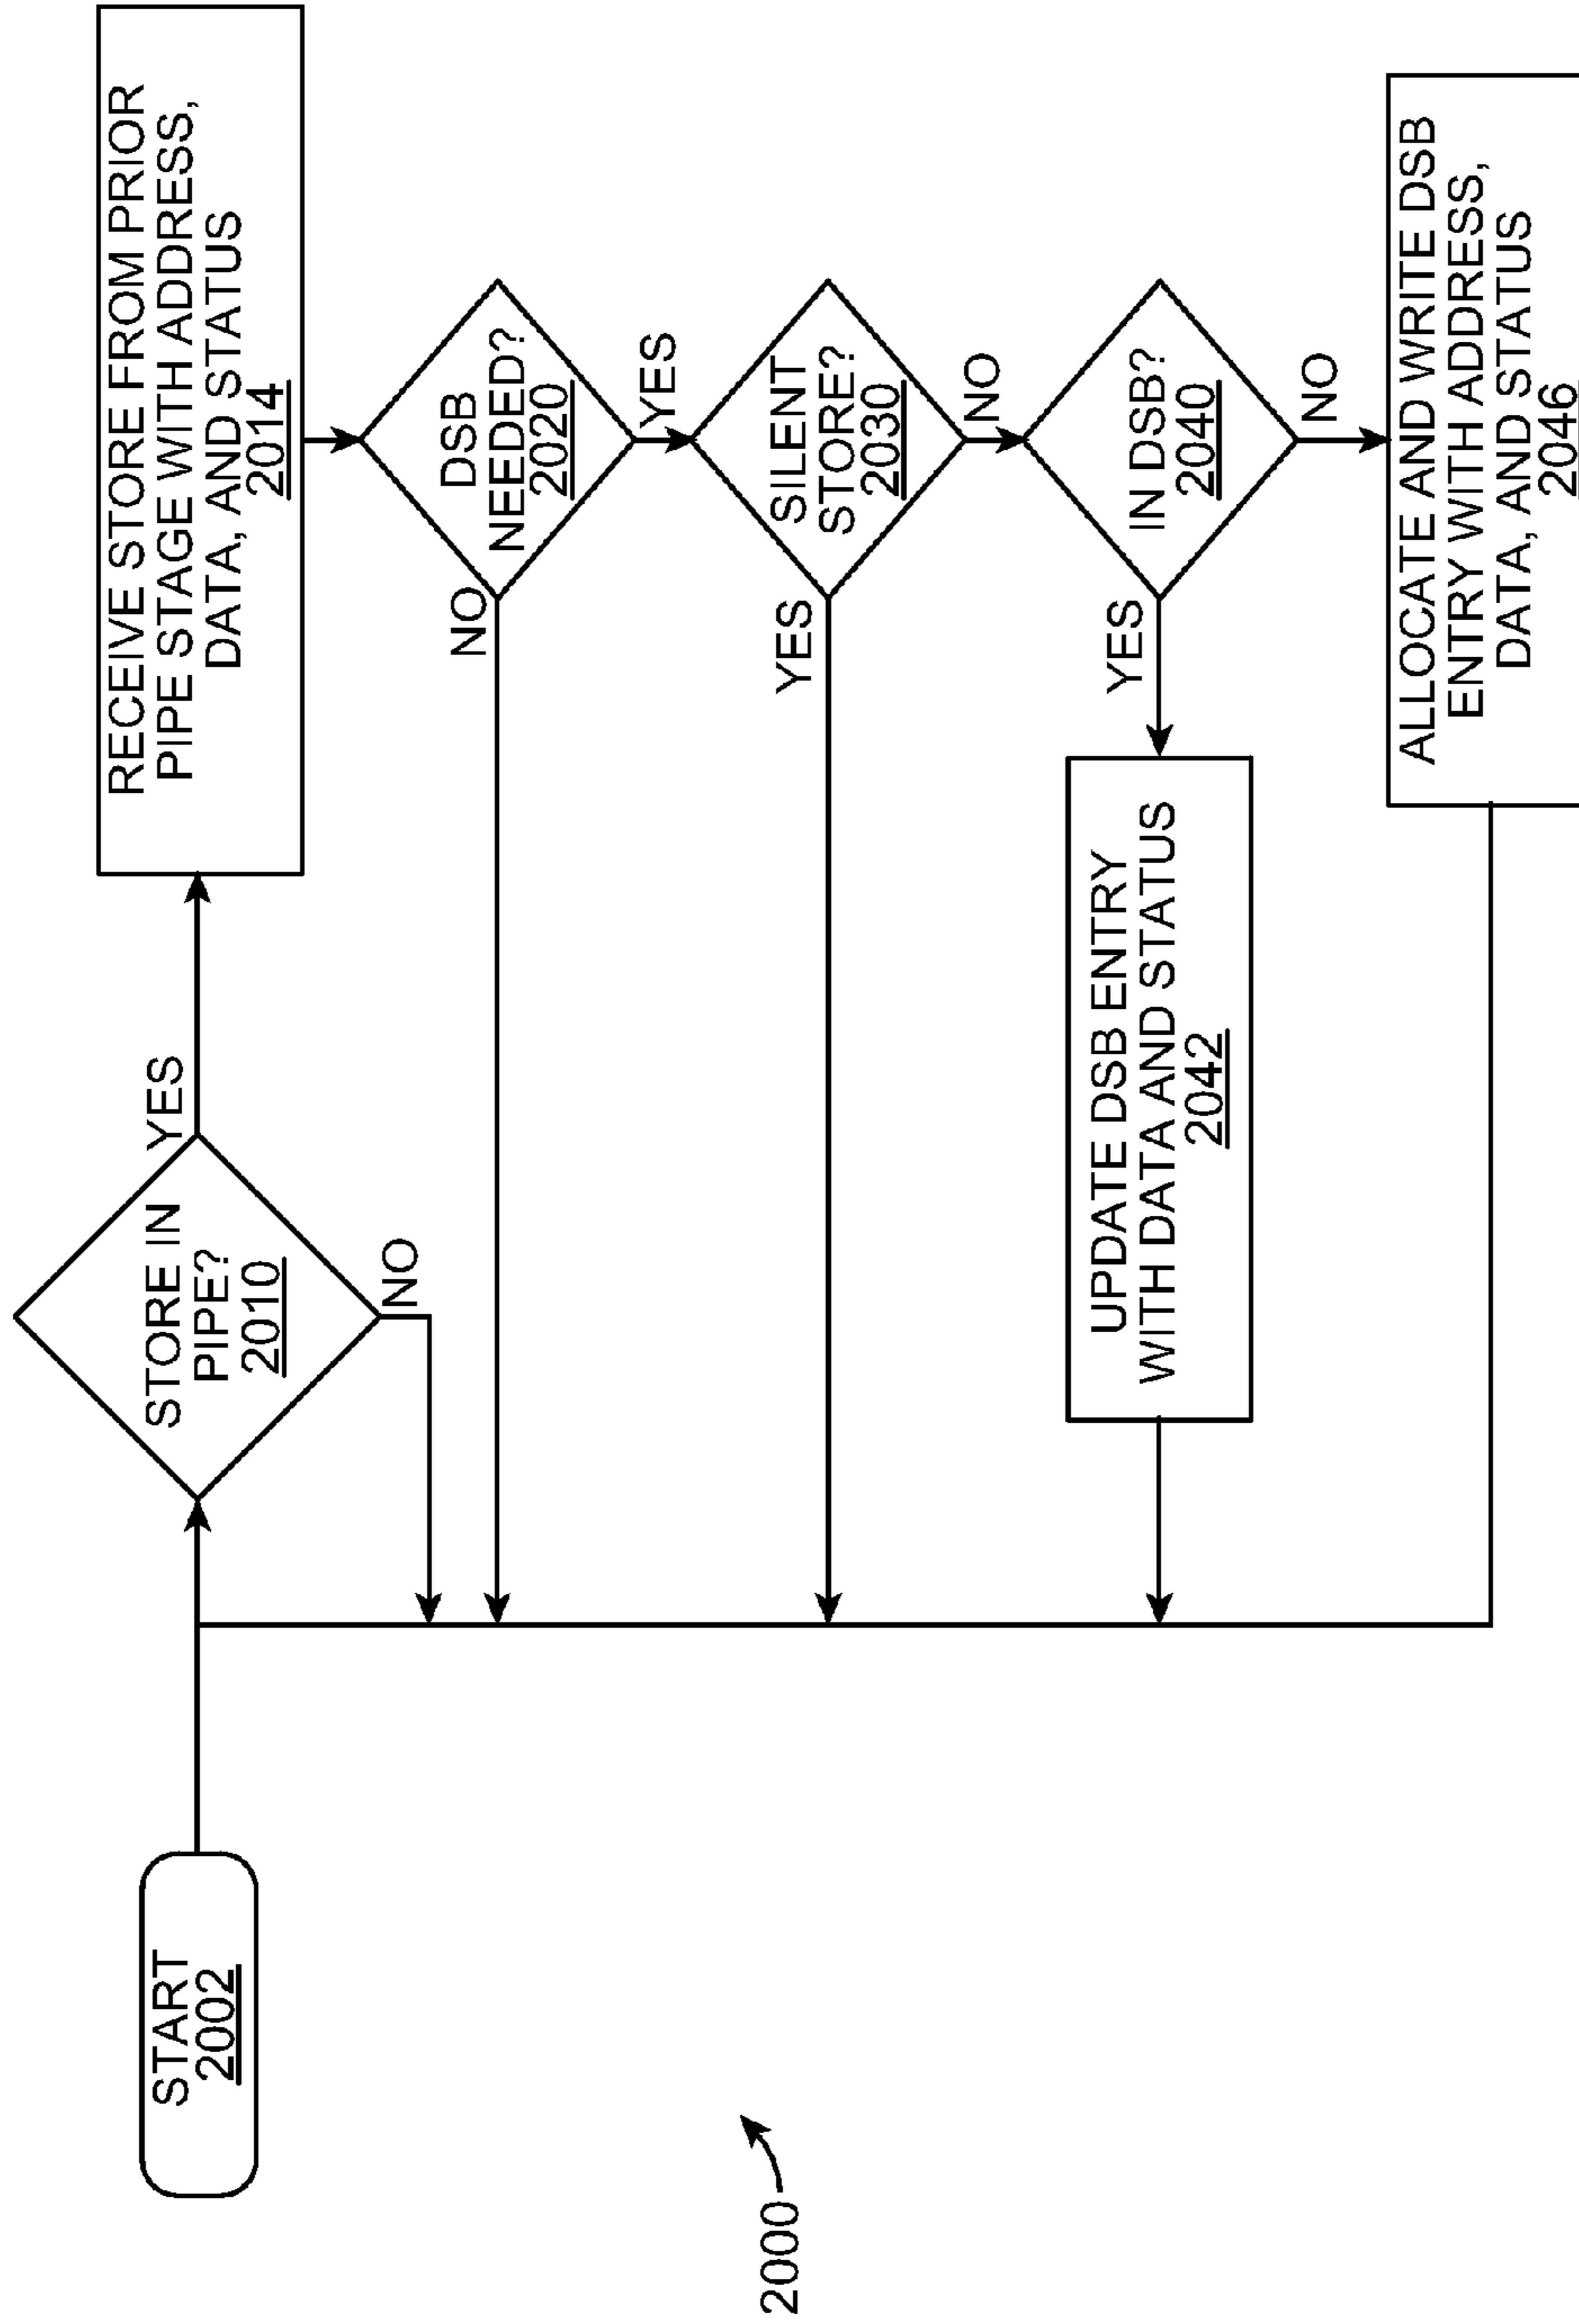 START
2002
STORE IN
PIPE?
2010
YES
NO
RECEIVE STORE FROM PRIOR
PIPE STAGE WITH ADDRESS,
DATA, AND STATUS
2014
DSB
NEEDED?
2020
NO
YES
SILENT
STORE?
2030
YES
NO
IN DSB?
2040
YES
NO
UPDATE DSB ENTRY
WITH DATA AND STATUS
2042
ALLOCATE AND WRITE DSB
ENTRY WITH ADDRESS,
DATA, AND STATUS
2046
2000